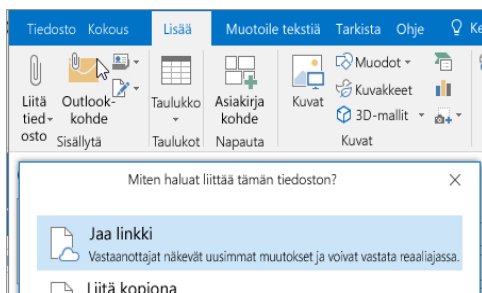 Tiedosto Kokous Lisää Muotoile tekstiä Tarkista Ohje
Muodot
Kuvakkeet
3D-mallit
Liitä tied- osto
Outlook- kohde
Taulukko
Asiakirja kohde
Kuvat
Sisällytä Taulukot Napauta Kuvat
Miten haluat liittää tämän tiedoston?
Jaa linkki
Vastaanottajat näkevät uusimmat muutokset ja voivat vastata reaaliajassa.
Liitä kopiona